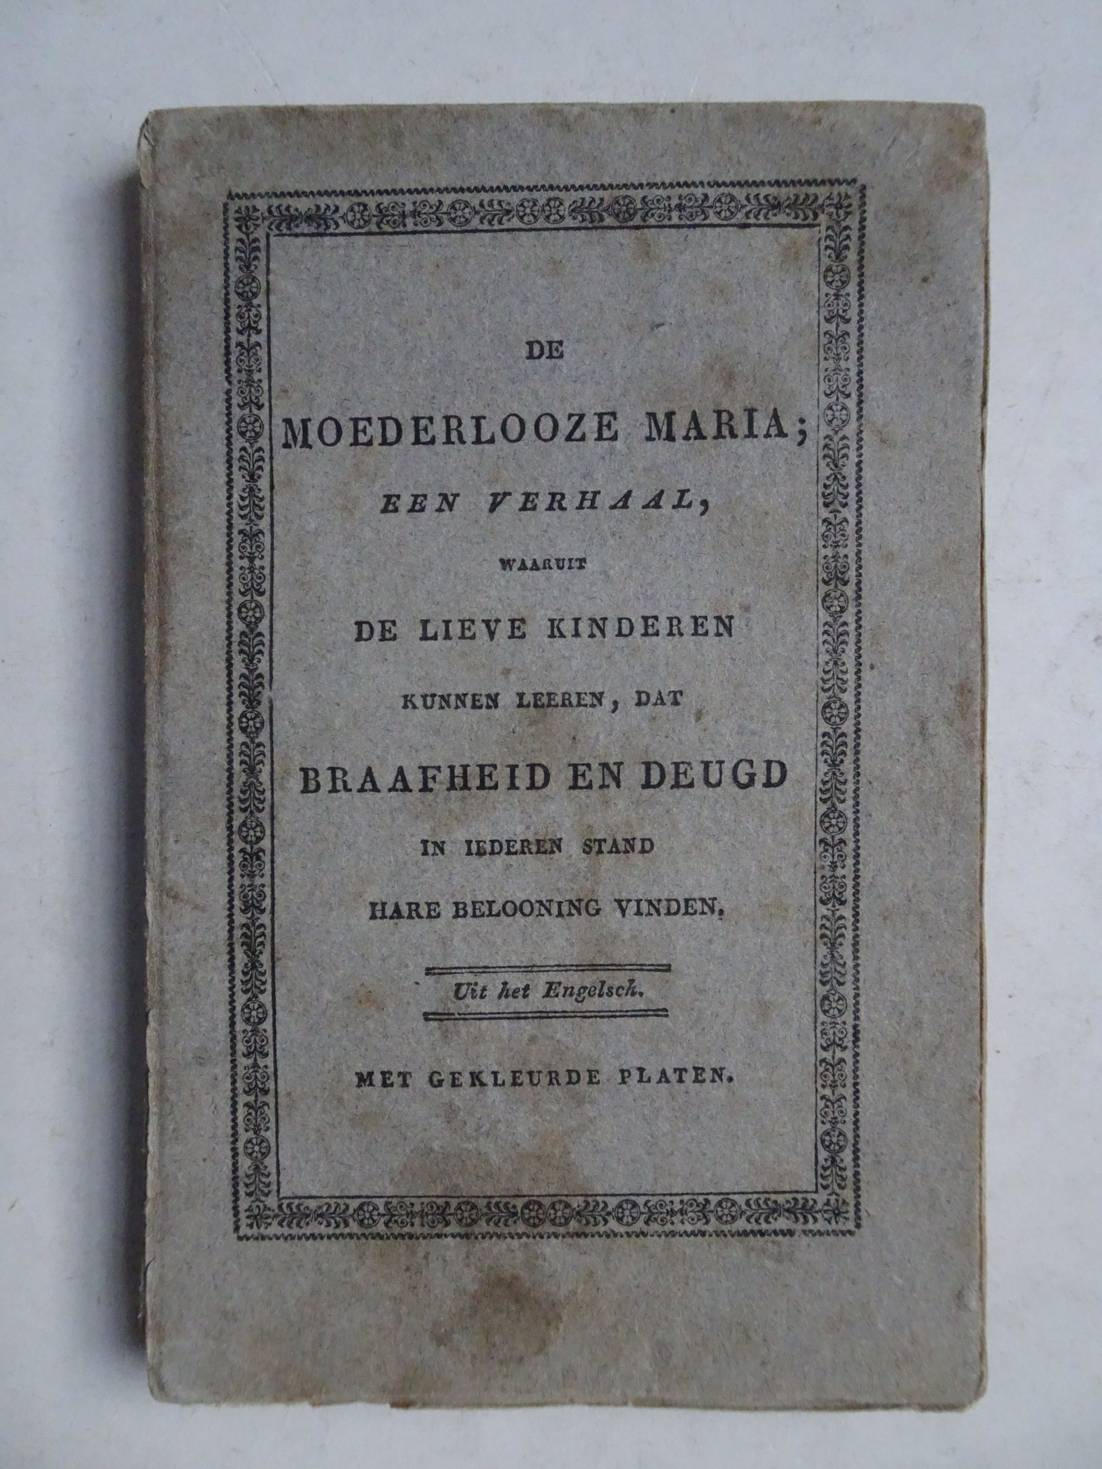 DE
MOEDERLOOZE MARIA;
EEN VERHAAL,
WAARUIT
DE LIEVE KINDEREN
KUNNEN LEEREN, DAT
BRAAFHEID EN DEUGD
IN IEDEREN STAND
HARE BELOONING VINDEN.
Uit het Engelsch.
MET GEKLEURDE PLATEN.